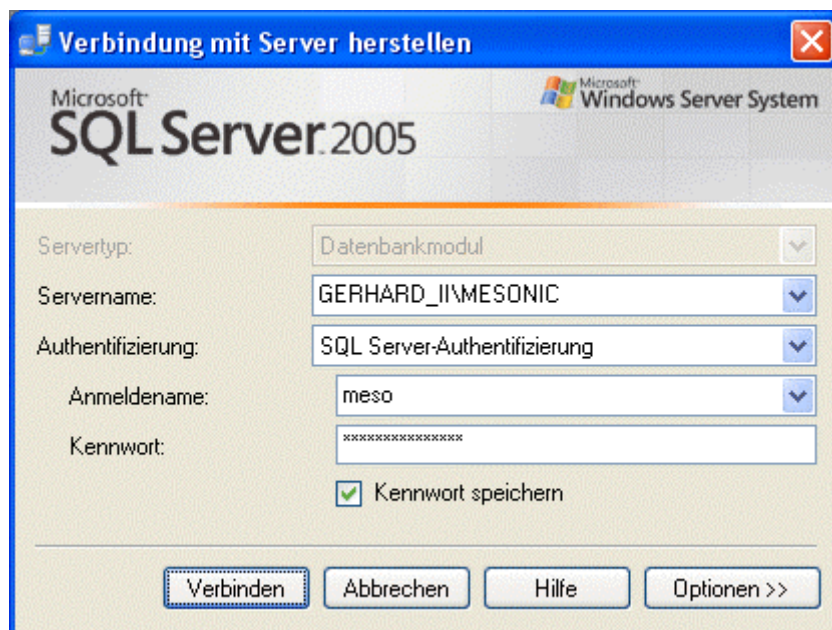 Verbindung mit Server herstellen
Microsoft
SQL Server 2005
Microsoft
Windows Server System
Servertyp: Datenbankmodul
Servername: GERHARD_II\MESONIC
Authentifizierung: SQL Server-Authentifizierung
Anmeldename: meso
Kennwort: ***************
Kennwort speichern
Verbinden Abbrechen Hilfe Optionen >>